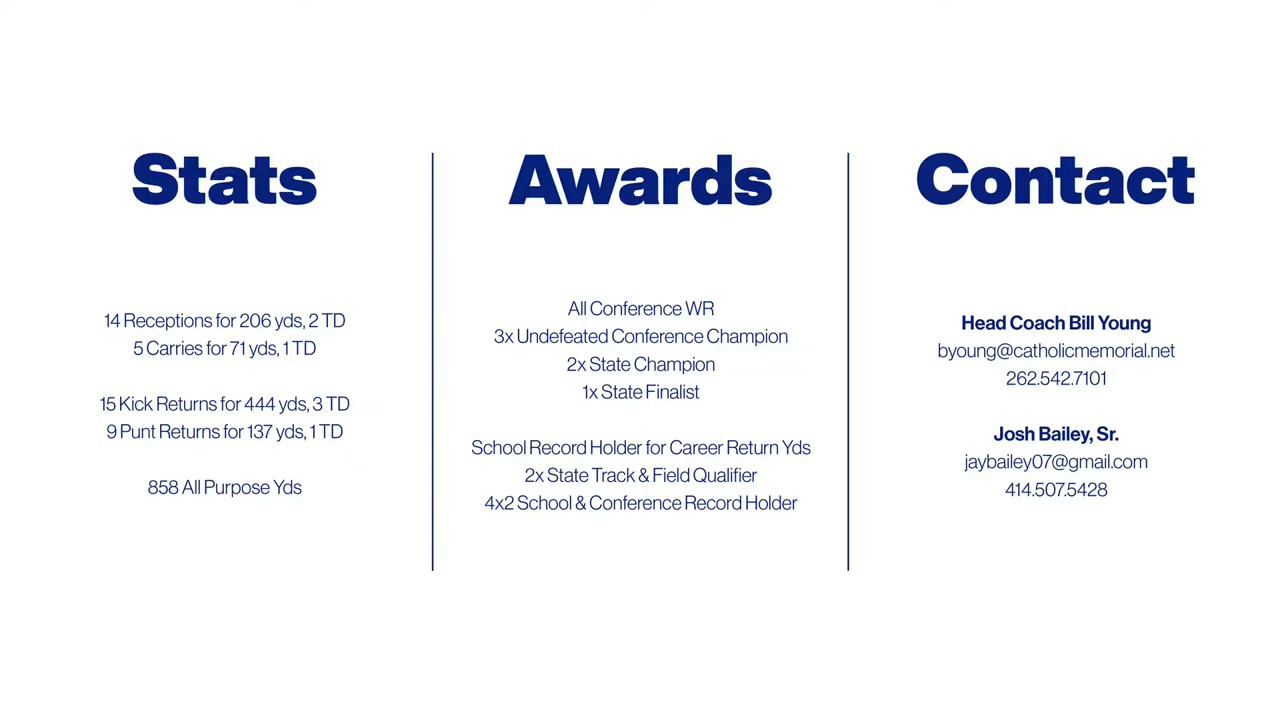 Stats
14 Receptions for 206 yds, 2 TD
5 Carries for 71 yds, 1 TD
15 Kick Returns for 444 yds, 3 TD
9 Punt Returns for 137 yds, 1 TD
858 All Purpose Yds
Awards
All Conference WR
3x Undefeated Conference Champion
2x State Champion
1x State Finalist
School Record Holder for Career Return Yds
2x State Track & Field Qualifier
4x2 School & Conference Record Holder
Contact
Head Coach Bill Young
byoung@catholicmemorial.net
262.542.7101
Josh Bailey, Sr.
jaybailey07@gmail.com
414.507.5428